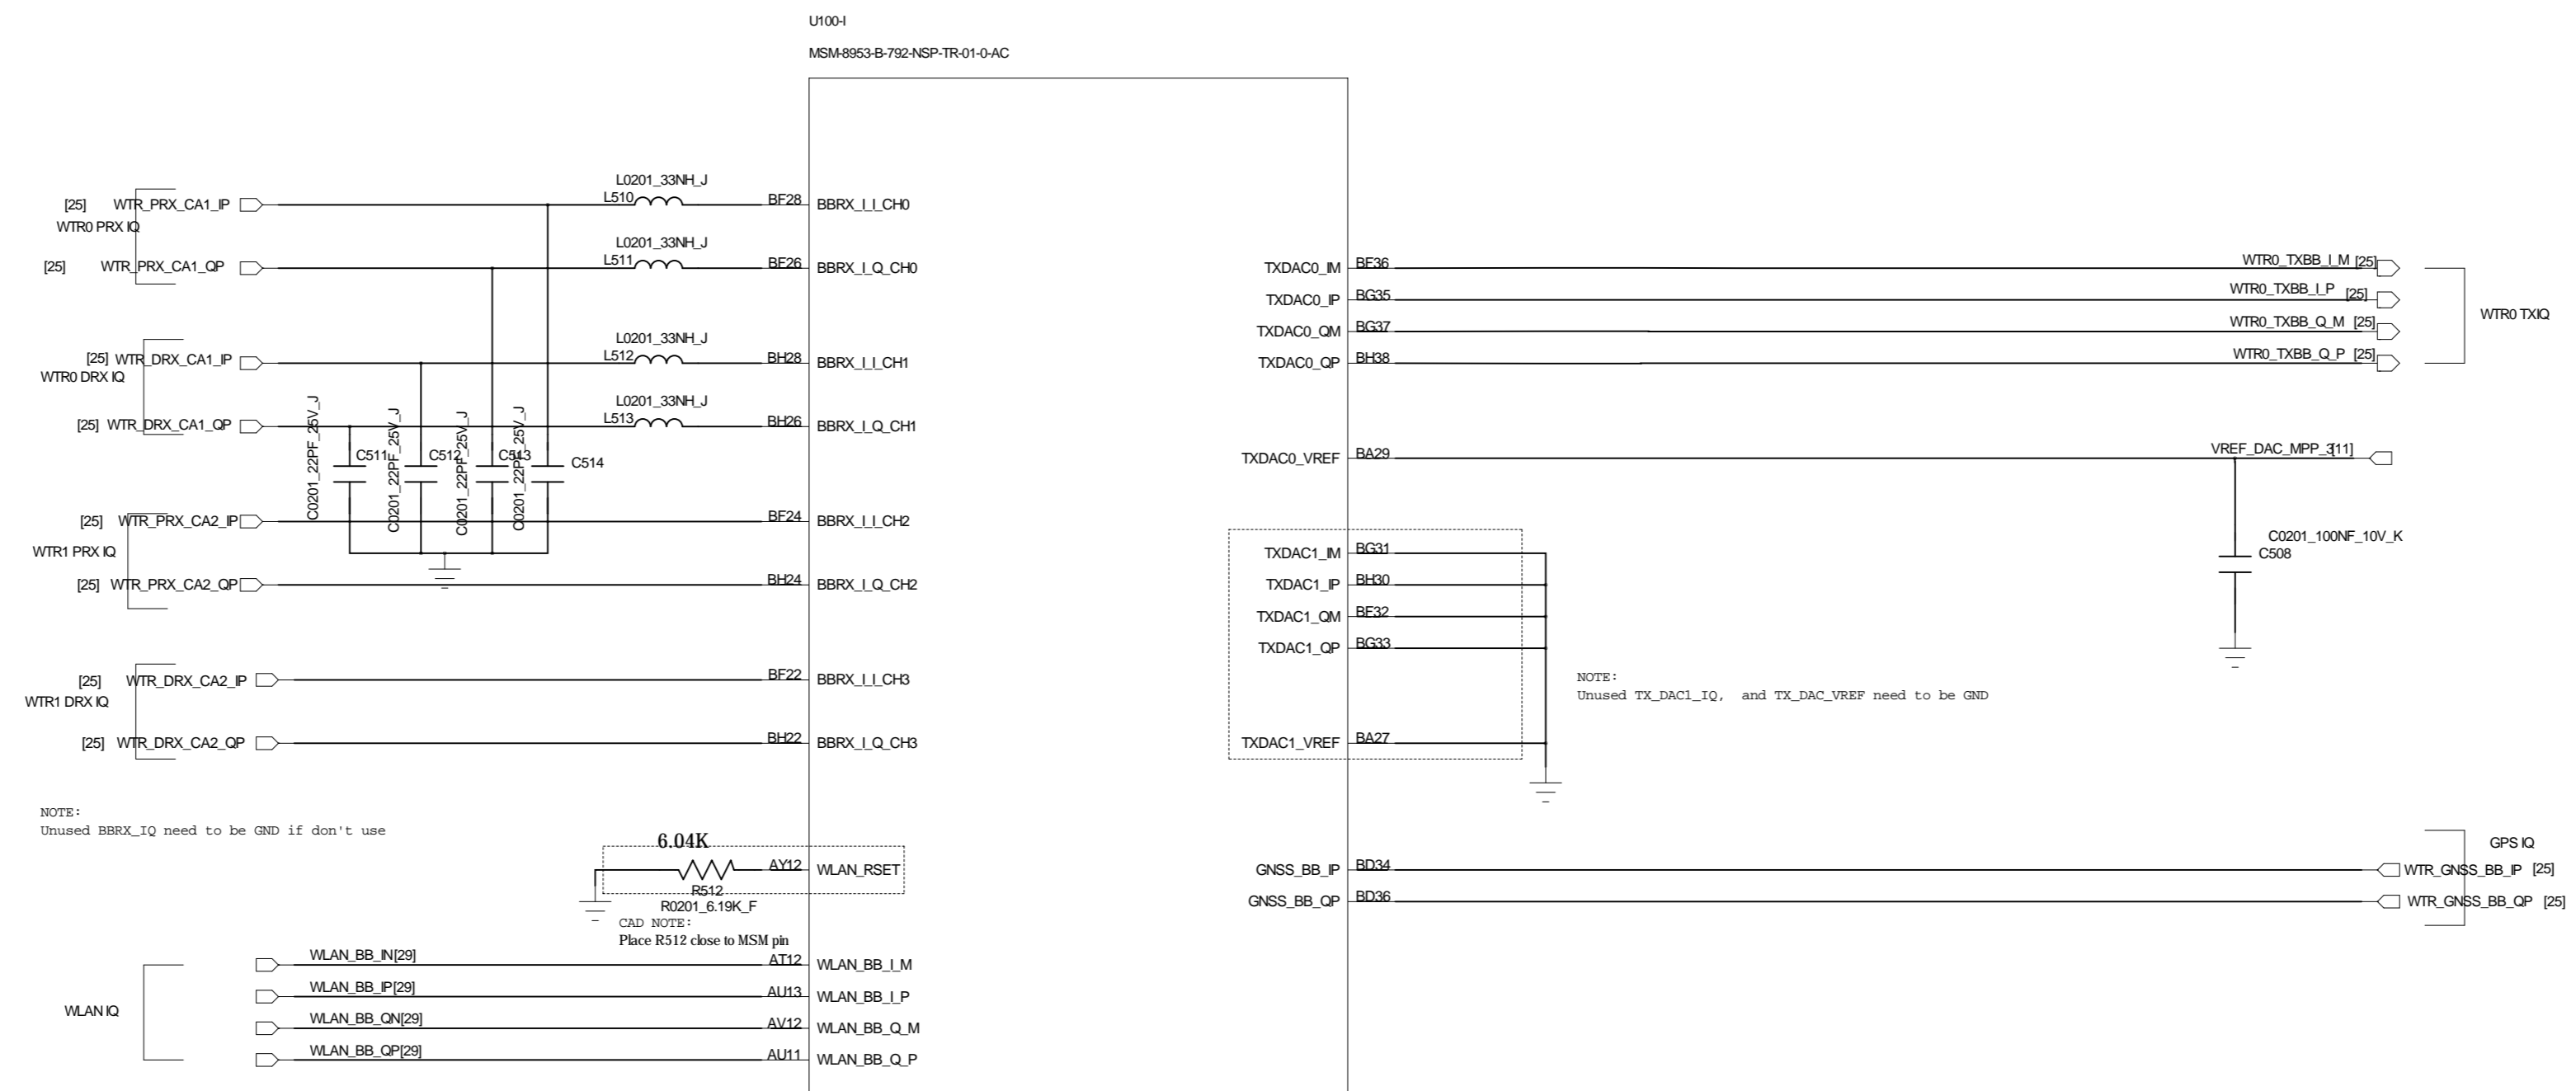 U100-I
MSM-8953-B-792-NSP-TR-01-0-AC
L0201_33NH_J
[25] WTR_PRX_CA1_IP L510 BF28 BBRX_I_I_CH0
WTR0 PRX IQ
L0201_33NH_J
[25] WTR_PRX_CA1_QP L511 BF26 BBRX_I_Q_CH0
L0201_33NH_J
[25] WTR_DRX_CA1_IP L512 BH28 BBRX_I_I_CH1
WTR0 DRX IQ
L0201_33NH_J
[25] WTR_DRX_CA1_QP L513 BH26 BBRX_I_Q_CH1
C0201_22PF_25V_J
C511
C0201_22PF_25V_J
C512
C0201_22PF_25V_J
C513
C0201_22PF_25V_J
C514
[25] WTR_PRX_CA2_IP BF24 BBRX_I_I_CH2
WTR1 PRX IQ
[25] WTR_PRX_CA2_QP BH24 BBRX_I_Q_CH2
[25] WTR_DRX_CA2_IP BF22 BBRX_I_I_CH3
WTR1 DRX IQ
[25] WTR_DRX_CA2_QP BH22 BBRX_I_Q_CH3
NOTE:
Unused BBRX_IQ need to be GND if don't use
6.04K
AY12 WLAN_RSET
R512
R0201_6.19K_F
CAD NOTE:
Place R512 close to MSM pin
WLAN_BB_IN[29] AT12 WLAN_BB_I_M
WLAN_BB_IP[29] AU13 WLAN_BB_I_P
WLAN IQ
WLAN_BB_QN[29] AV12 WLAN_BB_Q_M
WLAN_BB_QP[29] AU11 WLAN_BB_Q_P
TXDAC0_IM BF36 WTR0_TXBB_I_M [25]
TXDAC0_IP BG35 WTR0_TXBB_I_P [25]
WTR0 TXIQ
TXDAC0_QM BG37 WTR0_TXBB_Q_M [25]
TXDAC0_QP BH38 WTR0_TXBB_Q_P [25]
TXDAC0_VREF BA29 VREF_DAC_MPP_3[11]
C0201_100NF_10V_K
C508
TXDAC1_IM BG31
TXDAC1_IP BH30
TXDAC1_QM BF32
TXDAC1_QP BG33
NOTE:
Unused TX_DAC1_IQ, and TX_DAC_VREF need to be GND
TXDAC1_VREF BA27
GPS IQ
GNSS_BB_IP BD34 WTR_GNSS_BB_IP [25]
GNSS_BB_QP BD36 WTR_GNSS_BB_QP [25]